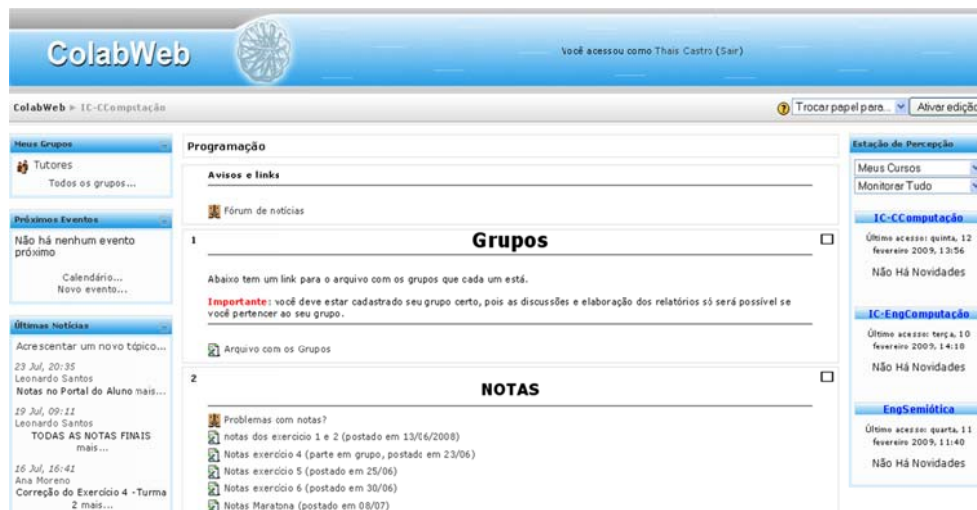 ColabWeb
Você acessou como Thais Castro (Sair)
ColabWeb ► IC-CComputação
Trocar papel para...
Ativar edição
Meus Grupos
Tutores
Todos os grupos...
Próximos Eventos
Não há nenhum evento
próximo
Calendário...
Novo evento...
Últimas Notícias
Acrescentar um novo tópico...
23 Jul, 20:35
Leonardo Santos
Notas no Portal do Aluno mais...
19 Jul, 09:11
Leonardo Santos
TODAS AS NOTAS FINAIS
mais...
16 Jul, 16:41
Ana Moreno
Correção do Exercício 4 -Turma
2 mais...
Programação
Avisos e links
Fórum de notícias
1
Grupos
Abaixo tem um link para o arquivo com os grupos que cada um está.
Importante: você deve estar cadastrado seu grupo certo, pois as discussões e elaboração dos relatórios só será possível se
você pertencer ao seu grupo.
Arquivo com os Grupos
2
NOTAS
Problemas com notas?
notas dos exercicio 1 e 2 (postado em 13/06/2008)
Notas exercício 4 (parte em grupo, postado em 23/06)
Notas exercício 5 (postado em 25/06)
Notas exercício 6 (postado em 30/06)
Notas Maratona (postado em 08/07)
Estação de Percepção
Meus Cursos
Monitorar Tudo
IC-CComputação
Último acesso: quinta, 12
fevereiro 2009, 13:56
Não Há Novidades
IC-EngComputação
Último acesso: terça, 10
fevereiro 2009, 14:18
Não Há Novidades
EngSemiótica
Último acesso: quarta, 11
fevereiro 2009, 11:40
Não Há Novidades